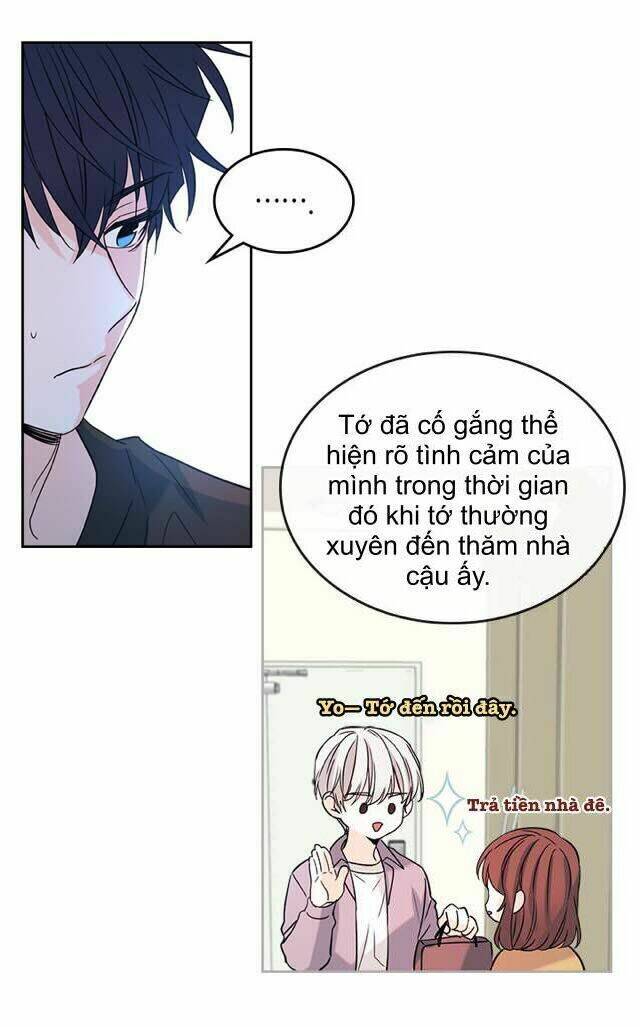 .......
Tớ đã cố gắng thể
hiện rõ tình cảm của
mình trong thời gian
đó khi tớ thường
xuyên đến thăm nhà
cậu ấy.
Yo— Tớ đến rồi đây.
Trả tiền nhà đê.